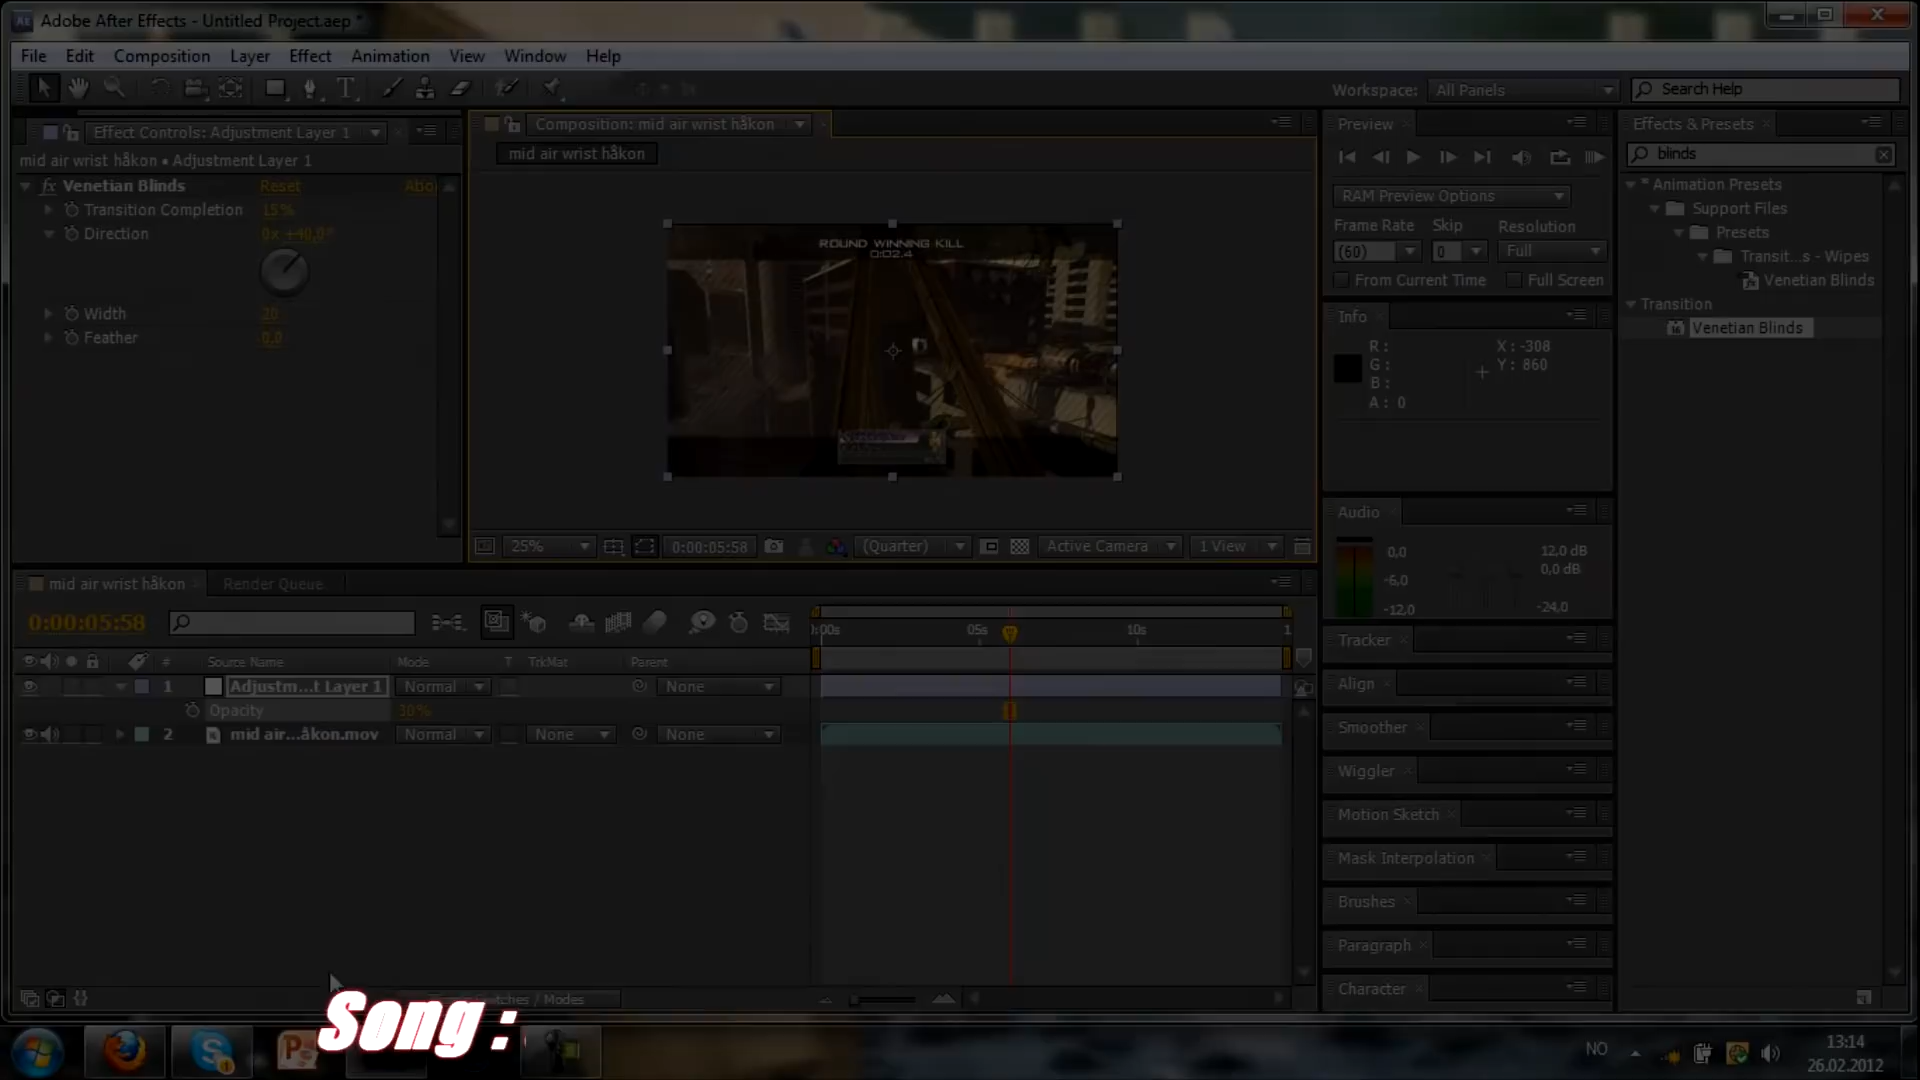 Adobe After Effects - Untitled Project.aep *
File Edit Composition Layer Effect Animation View Window Help
Workspace: All Panels
Search Help
Effect Controls: Adjustment Layer 1
mid air wrist håkon • Adjustment Layer 1
fx Venetian Blinds Reset Abo
Transition Completion 15%
Direction 0x +40,0°
Width 20
Feather 0,0
Composition: mid air wrist håkon
mid air wrist håkon
ROUND WINNING KILL
0:02.4
25% 0:00:05:58 (Quarter) Active Camera 1 View
Preview
RAM Preview Options
Frame Rate Skip Resolution
(60) 0 Full
From Current Time Full Screen
Info
R :
G :
B :
A : 0
X : -308
Y : 860
Audio
0,0
-6,0
-12,0
12,0 dB
0,0 dB
-24,0
Tracker
Align
Smoother
Wiggler
Motion Sketch
Mask Interpolation
Brushes
Paragraph
Character
Effects & Presets
blinds
* Animation Presets
Support Files
Presets
Transit...s - Wipes
Venetian Blinds
Transition
Venetian Blinds
mid air wrist håkon Render Queue
0:00:05:58
):00s 05s 10s 1
# Source Name Mode T TrkMat Parent
1 Adjustm...t Layer 1 Normal None
Opacity 30%
2 mid air...åkon.mov Normal None None
tches / Modes
Song :
NO
13:14
26.02.2012